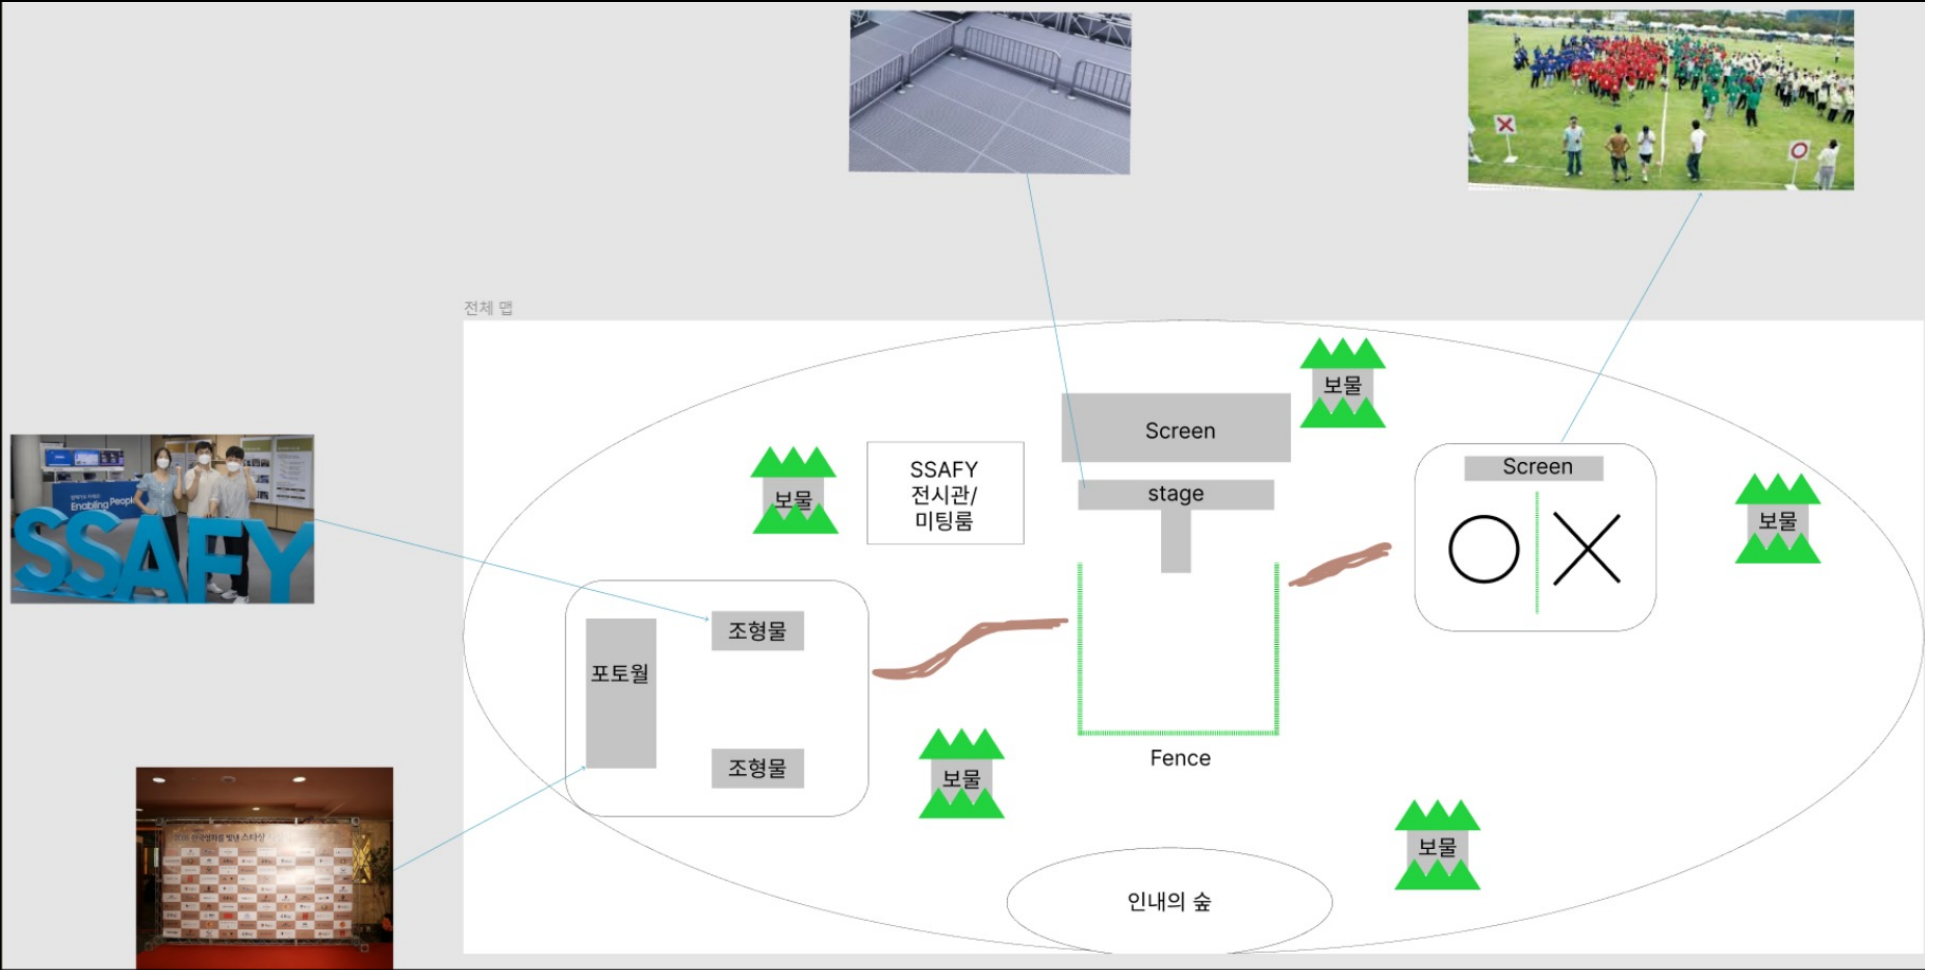 전체 맵
보물
Screen
Screen
SSAFY
전시관/
미팅룸
stage
보물
보물
Enabling People
SSAFY
조형물
포토월
Fence
조형물
보물
보물
인내의 숲